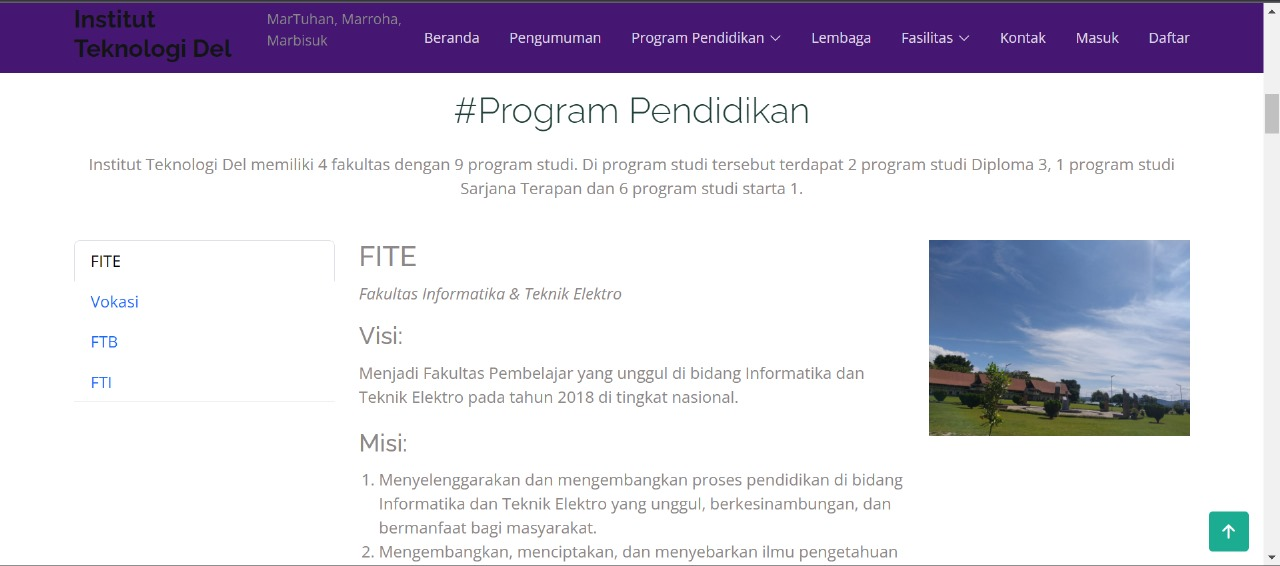 Institut
Teknologi Del
MarTuhan, Marroha,
Marbisuk
Beranda Pengumuman Program Pendidikan Lembaga Fasilitas Kontak Masuk Daftar
#Program Pendidikan
Institut Teknologi Del memiliki 4 fakultas dengan 9 program studi. Di program studi tersebut terdapat 2 program studi Diploma 3, 1 program studi
Sarjana Terapan dan 6 program studi starta 1.
FITE
Vokasi
FTB
FTI
FITE
Fakultas Informatika & Teknik Elektro
Visi:
Menjadi Fakultas Pembelajar yang unggul di bidang Informatika dan
Teknik Elektro pada tahun 2018 di tingkat nasional.
Misi:
1. Menyelenggarakan dan mengembangkan proses pendidikan di bidang
Informatika dan Teknik Elektro yang unggul, berkesinambungan, dan
bermanfaat bagi masyarakat.
2. Mengembangkan, menciptakan, dan menyebarkan ilmu pengetahuan